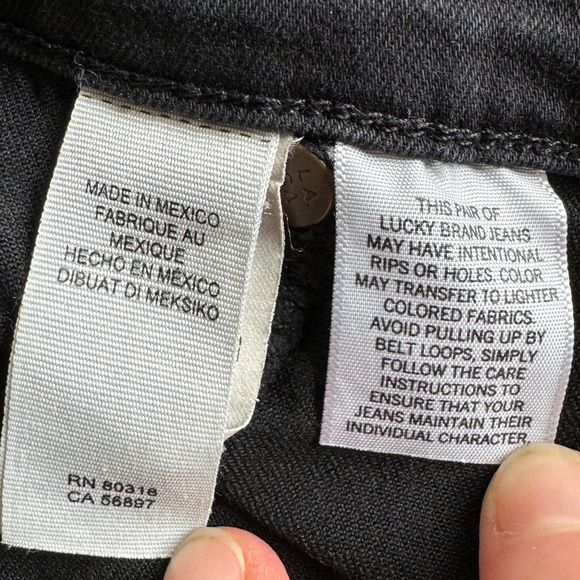 MADE IN MEXICO
FABRIQUE AU
MEXIQUE
HECHO EN MÉXICO
DIBUAT DI MEKSIKO
RN 80318
CA 56897
LA
THIS PAIR OF
LUCKY BRAND JEANS
MAY HAVE INTENTIONAL
RIPS OR HOLES. COLOR
MAY TRANSFER TO LIGHTER
COLORED FABRICS.
AVOID PULLING UP BY
BELT LOOPS, SIMPLY
FOLLOW THE CARE
INSTRUCTIONS TO
ENSURE THAT YOUR
JEANS MAINTAIN THEIR
INDIVIDUAL CHARACTER.